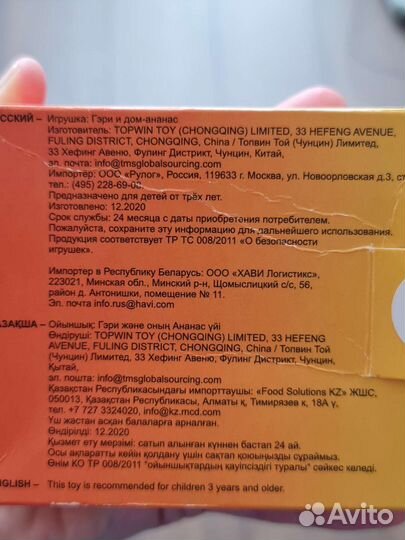 ССКИЙ – Игрушка: Гэри и дом-ананас
Изготовитель: TOPWIN TOY (CHONGQING) LIMITED, 33 HEFENG AVENUE,
FULING DISTRICT, CHONGQING, China / Топвин Той (Чунцин) Лимитед,
33 Хефинг Авеню, Фулинг Дистрикт, Чунцин, Китай,
эл. почта: info@tmsglobalsourcing.com
Импортер: ООО «Рулог», Россия, 119633 г. Москва, ул. Новоорловская д.3, ст
тел.: (495) 228-69-00
Предназначено для детей от трёх лет.
Изготовлено: 12.2020
Срок службы: 24 месяца с даты приобретения потребителем.
Пожалуйста, сохраните эту информацию для дальнейшего использования.
Продукция соответствует ТР ТС 008/2011 «О безопасности
игрушек».
Импортер в Республику Беларусь: ООО «ХАВИ Логистикс»,
223021, Минская обл., Минский р-н, Щомыслицкий с/с, 56,
район д. Антонишки, помещение № 11.
Эл. почта info.rus@havi.com
АЗАҚША – Ойыншық: Гэри және оның Ананас үйі
Өндіруші: TOPWIN TOY (CHONGQING) LIMITED, 33 HEFENG
AVENUE, FULING DISTRICT, CHONGQING, China / Топвин Той
(Чунцин) Лимитед, 33 Хефинг Авеню, Фулинг Дистрикт, Чунцин,
Қытай,
эл. пошта: info@tmsglobalsourcing.com
Қазақстан Республикасындағы импорттаушы: «Food Solutions KZ» ЖШС,
050013, Қазақстан Республикасы, Алматы қ, Тимирязев к, 18А ү,
тел. +7 727 3324020, info@kz.mcd.com
Үш жастан асқан балаларға арналған.
Өндірілді: 12.2020
Қызмет ету мерзімі: сатып алынған күннен бастап 24 ай.
Осы ақпаратты кейін қолдану үшін сақтап қоюыңызды сұраймыз.
Өнім КО ТР 008/2011 "ойыншықтардың қауіпсіздігі туралы" сәйкес келеді.
NGLISH – This toy is recommended for children 3 years and older.
Avito